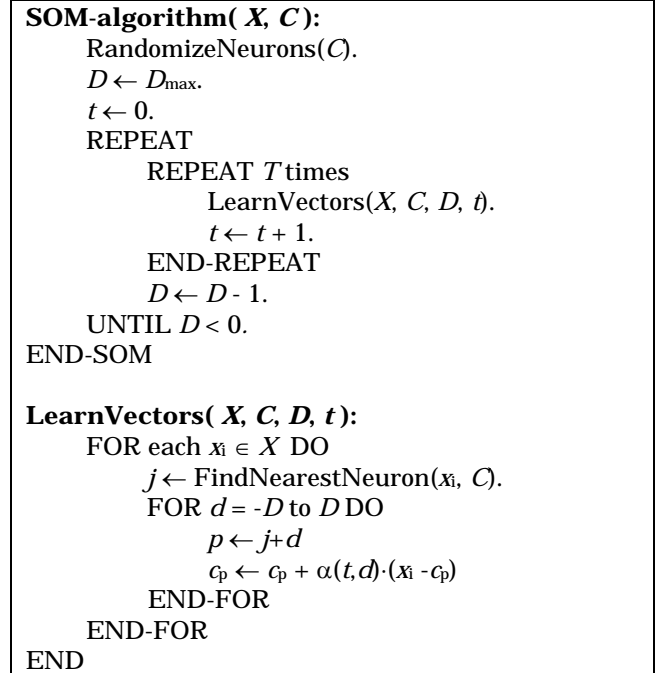 SOM-algorithm( X, C ):
RandomizeNeurons(C).
D ← Dmax.
t ← 0.
REPEAT
REPEAT T times
LearnVectors(X, C, D, t).
t ← t + 1.
END-REPEAT
D ← D - 1.
UNTIL D < 0.
END-SOM
LearnVectors( X, C, D, t ):
FOR each xi ∈ X DO
j ← FindNearestNeuron(xi, C).
FOR d = -D to D DO
p ← j+d
cp ← cp + α(t,d)·(xi -cp)
END-FOR
END-FOR
END